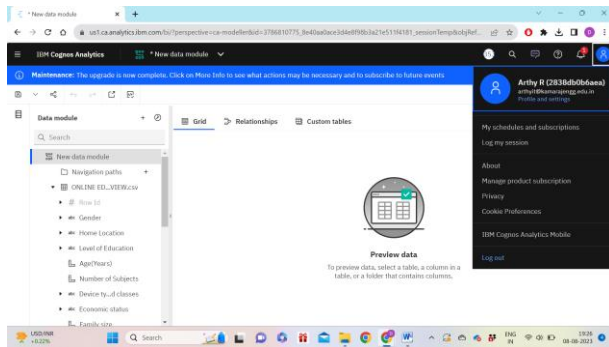 * New data module
us1.ca.analytics.ibm.com/bi/?perspective=ca-modeller&id=
IBM Cognos Analytics
* New data module
Maintenance: The upgrade is now complete. Click on More Info to see what actions may be necessary and to subscribe to future events
Data module
Search
New data module
Navigation paths
ONLINE ED...VIEW.csv
Row Id
abc Gender
abc Home Location
abc Level of Education
Age(Years)
Number of Subjects
abc Device ty...d classes
abc Economic status
Family size
Grid
Relationships
Custom tables
Preview data
To preview data, select a table, a column in a
table, or a folder that contains columns.
Arthy R (2838db0b6aea)
arthyit@kamarajengg.edu.in
Profile and settings
My schedules and subscriptions
Log my session
About
Manage product subscription
Privacy
Cookie Preferences
IBM Cognos Analytics Mobile
Log out
USD/INR
+0.22%
Search
ENG
IN
19:26
08-08-2023